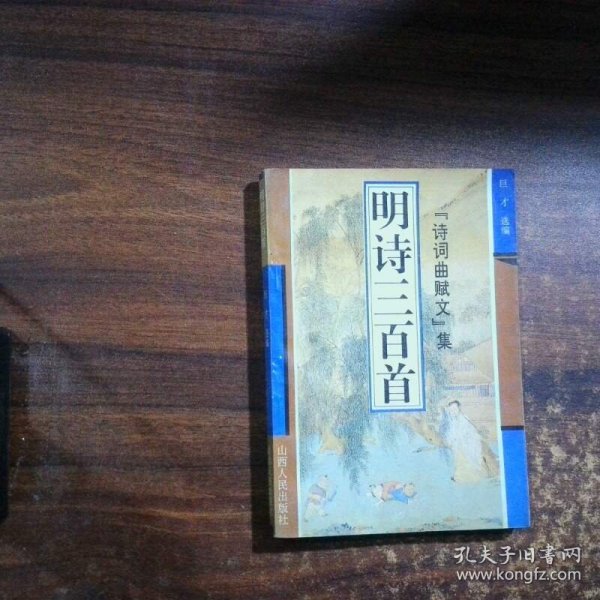 巨才选编
『诗词曲赋文』集
明诗三百首
山西人民出版社
孔夫子旧书网
www.kongfz.com